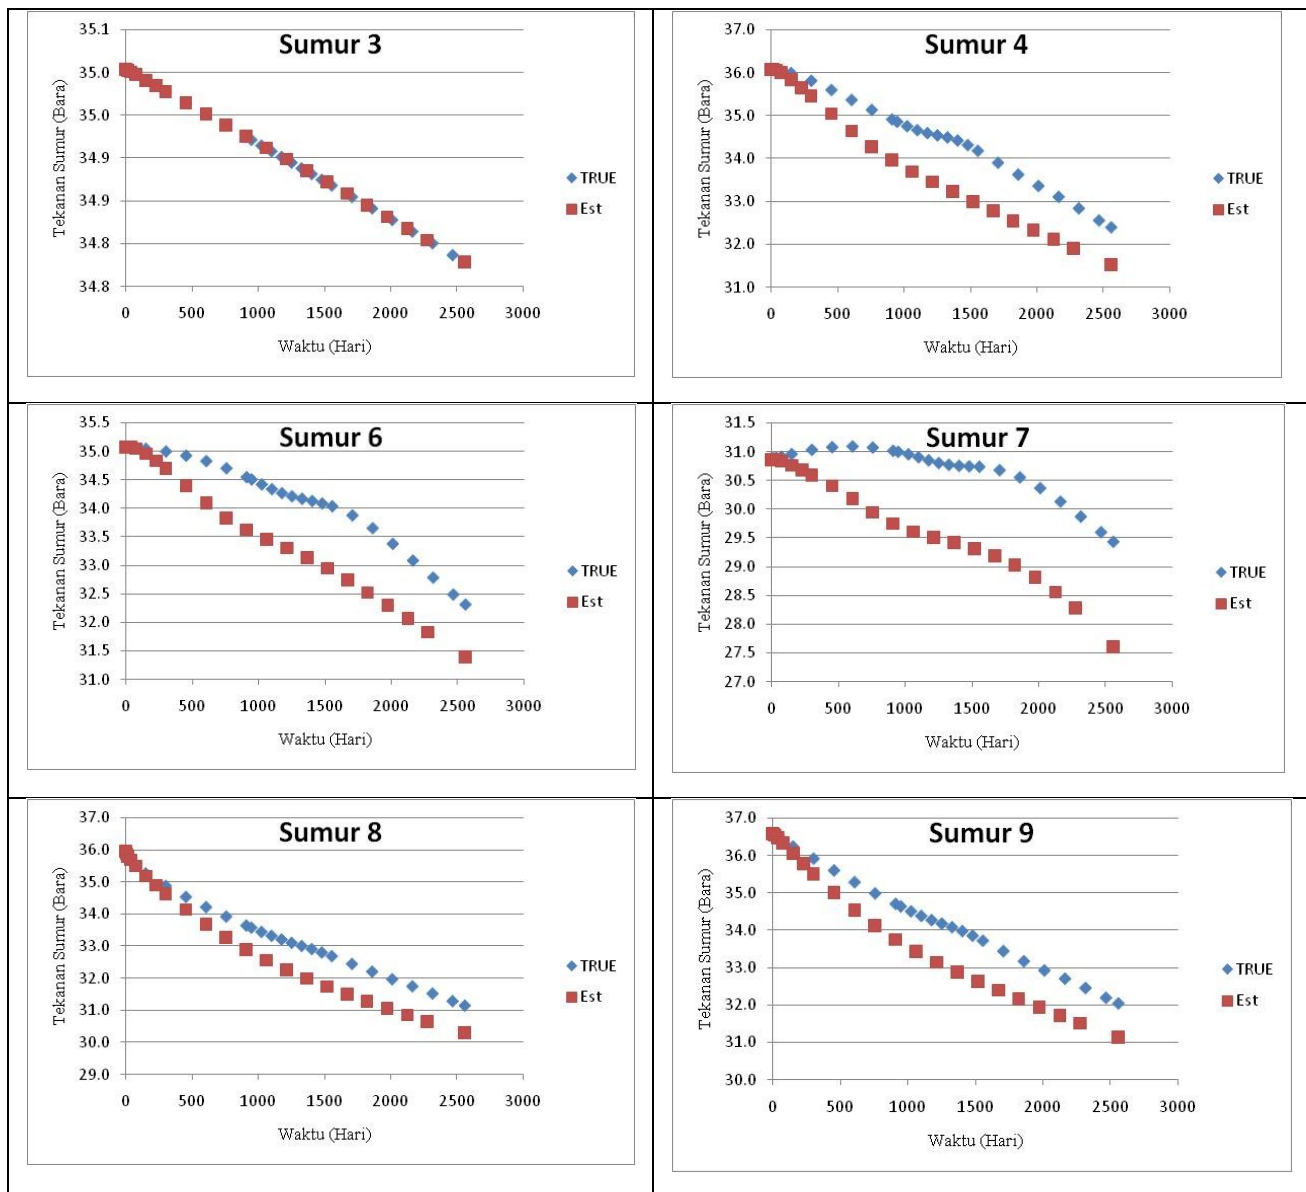 Sumur 3
Tekanan Sumur (Bara)
35.1
35.0
35.0
34.9
34.9
34.8
34.8
0 500 1000 1500 2000 2500 3000
Waktu (Hari)
TRUE
Est
Sumur 4
Tekanan Sumur (Bara)
37.0
36.0
35.0
34.0
33.0
32.0
31.0
0 500 1000 1500 2000 2500 3000
Waktu (Hari)
TRUE
Est
Sumur 6
Tekanan Sumur (Bara)
35.5
35.0
34.5
34.0
33.5
33.0
32.5
32.0
31.5
31.0
0 500 1000 1500 2000 2500 3000
Waktu (Hari)
TRUE
Est
Sumur 7
Tekanan Sumur (Bara)
31.5
31.0
30.5
30.0
29.5
29.0
28.5
28.0
27.5
27.0
0 500 1000 1500 2000 2500 3000
Waktu (Hari)
TRUE
Est
Sumur 8
Tekanan Sumur (Bara)
37.0
36.0
35.0
34.0
33.0
32.0
31.0
30.0
29.0
0 500 1000 1500 2000 2500 3000
Waktu (Hari)
TRUE
Est
Sumur 9
Tekanan Sumur (Bara)
37.0
36.0
35.0
34.0
33.0
32.0
31.0
30.0
0 500 1000 1500 2000 2500 3000
Waktu (Hari)
TRUE
Est